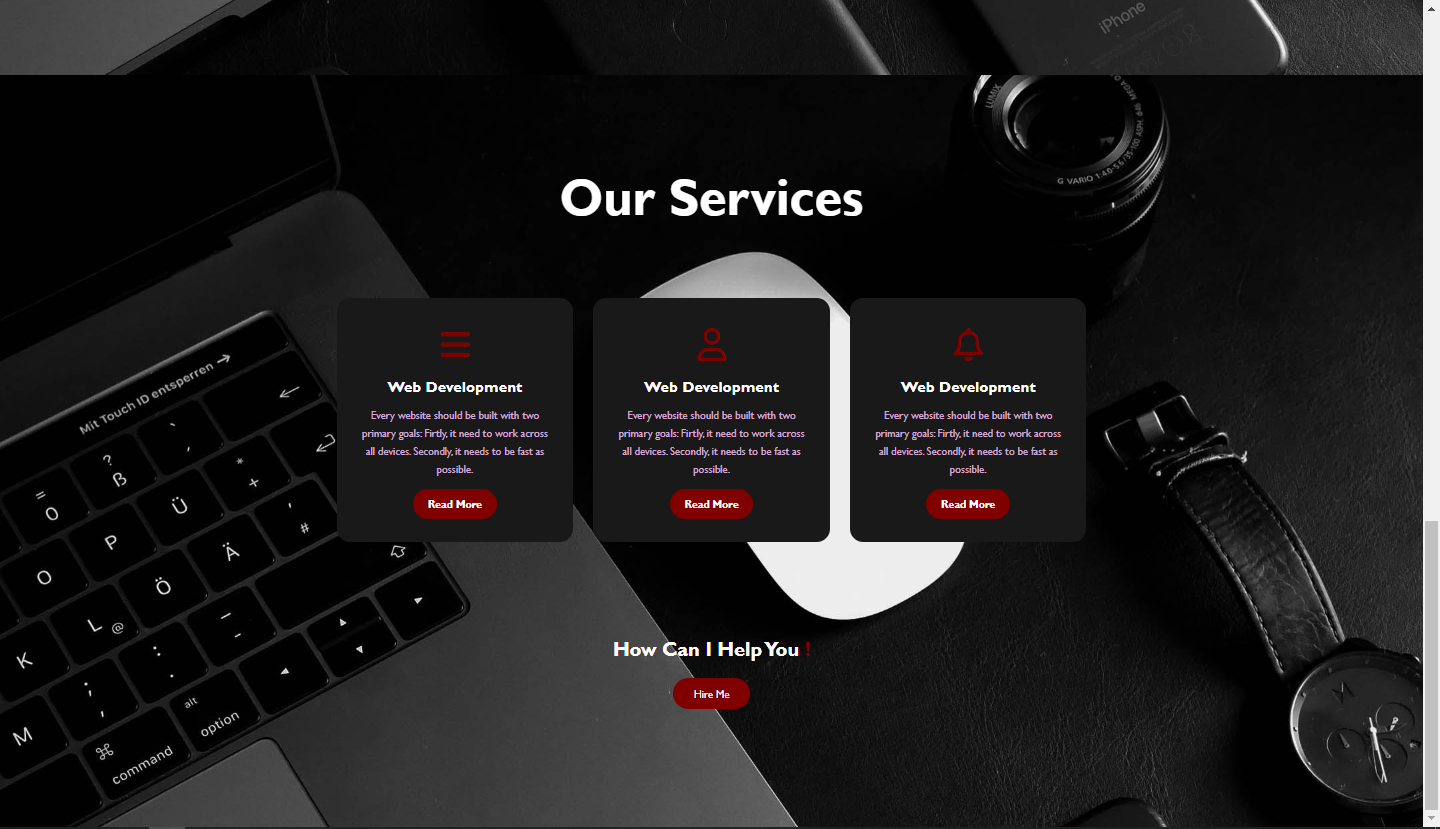 iPhone
LUMIX
G VARIO 1:4.0-5.6/35-100 ASPH.
Our Services
Web Development
Every website should be built with two
primary goals: Firtly, it need to work across
all devices. Secondly, it needs to be fast as
possible.
Read More
Web Development
Every website should be built with two
primary goals: Firtly, it need to work across
all devices. Secondly, it needs to be fast as
possible.
Read More
Web Development
Every website should be built with two
primary goals: Firtly, it need to work across
all devices. Secondly, it needs to be fast as
possible.
Read More
Mit Touch ID entsperren →
How Can I Help You !
Hire Me
= 0
? ß
` ´
P
Ü
* +
O
Ö
Ä
' #
L @
_ -
K
: .
; ,
M
alt
option
⌘
command